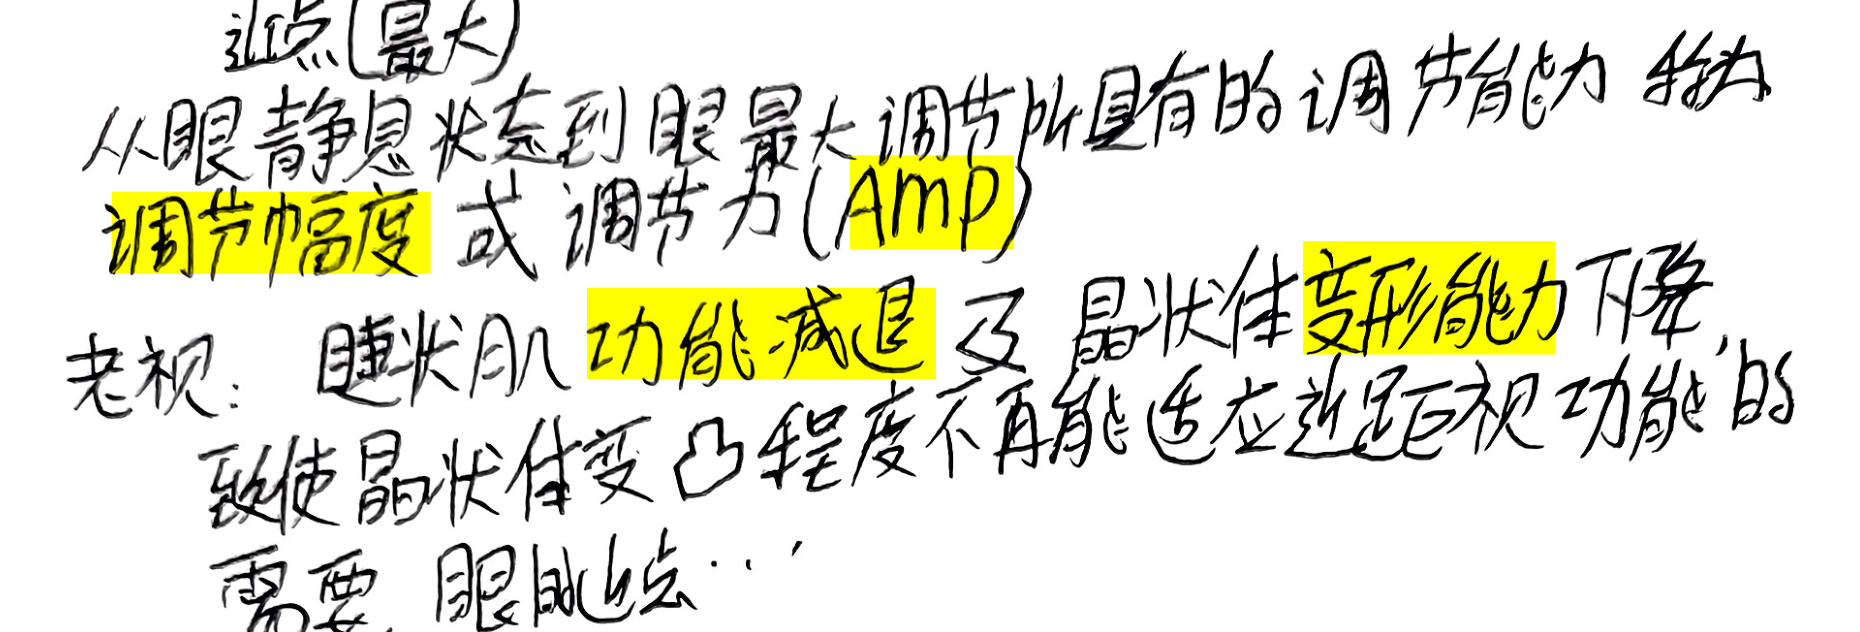 近点(最大)
从眼静息状态到眼最大调节所具有的调节能力 称为
调节幅度 或 调节力(AMP)
老视: 睫状肌 功能减退 及 晶状体变形能力下降,
致使晶状体变凸程度不再能适应近距视功能的
需要, 眼的近点...